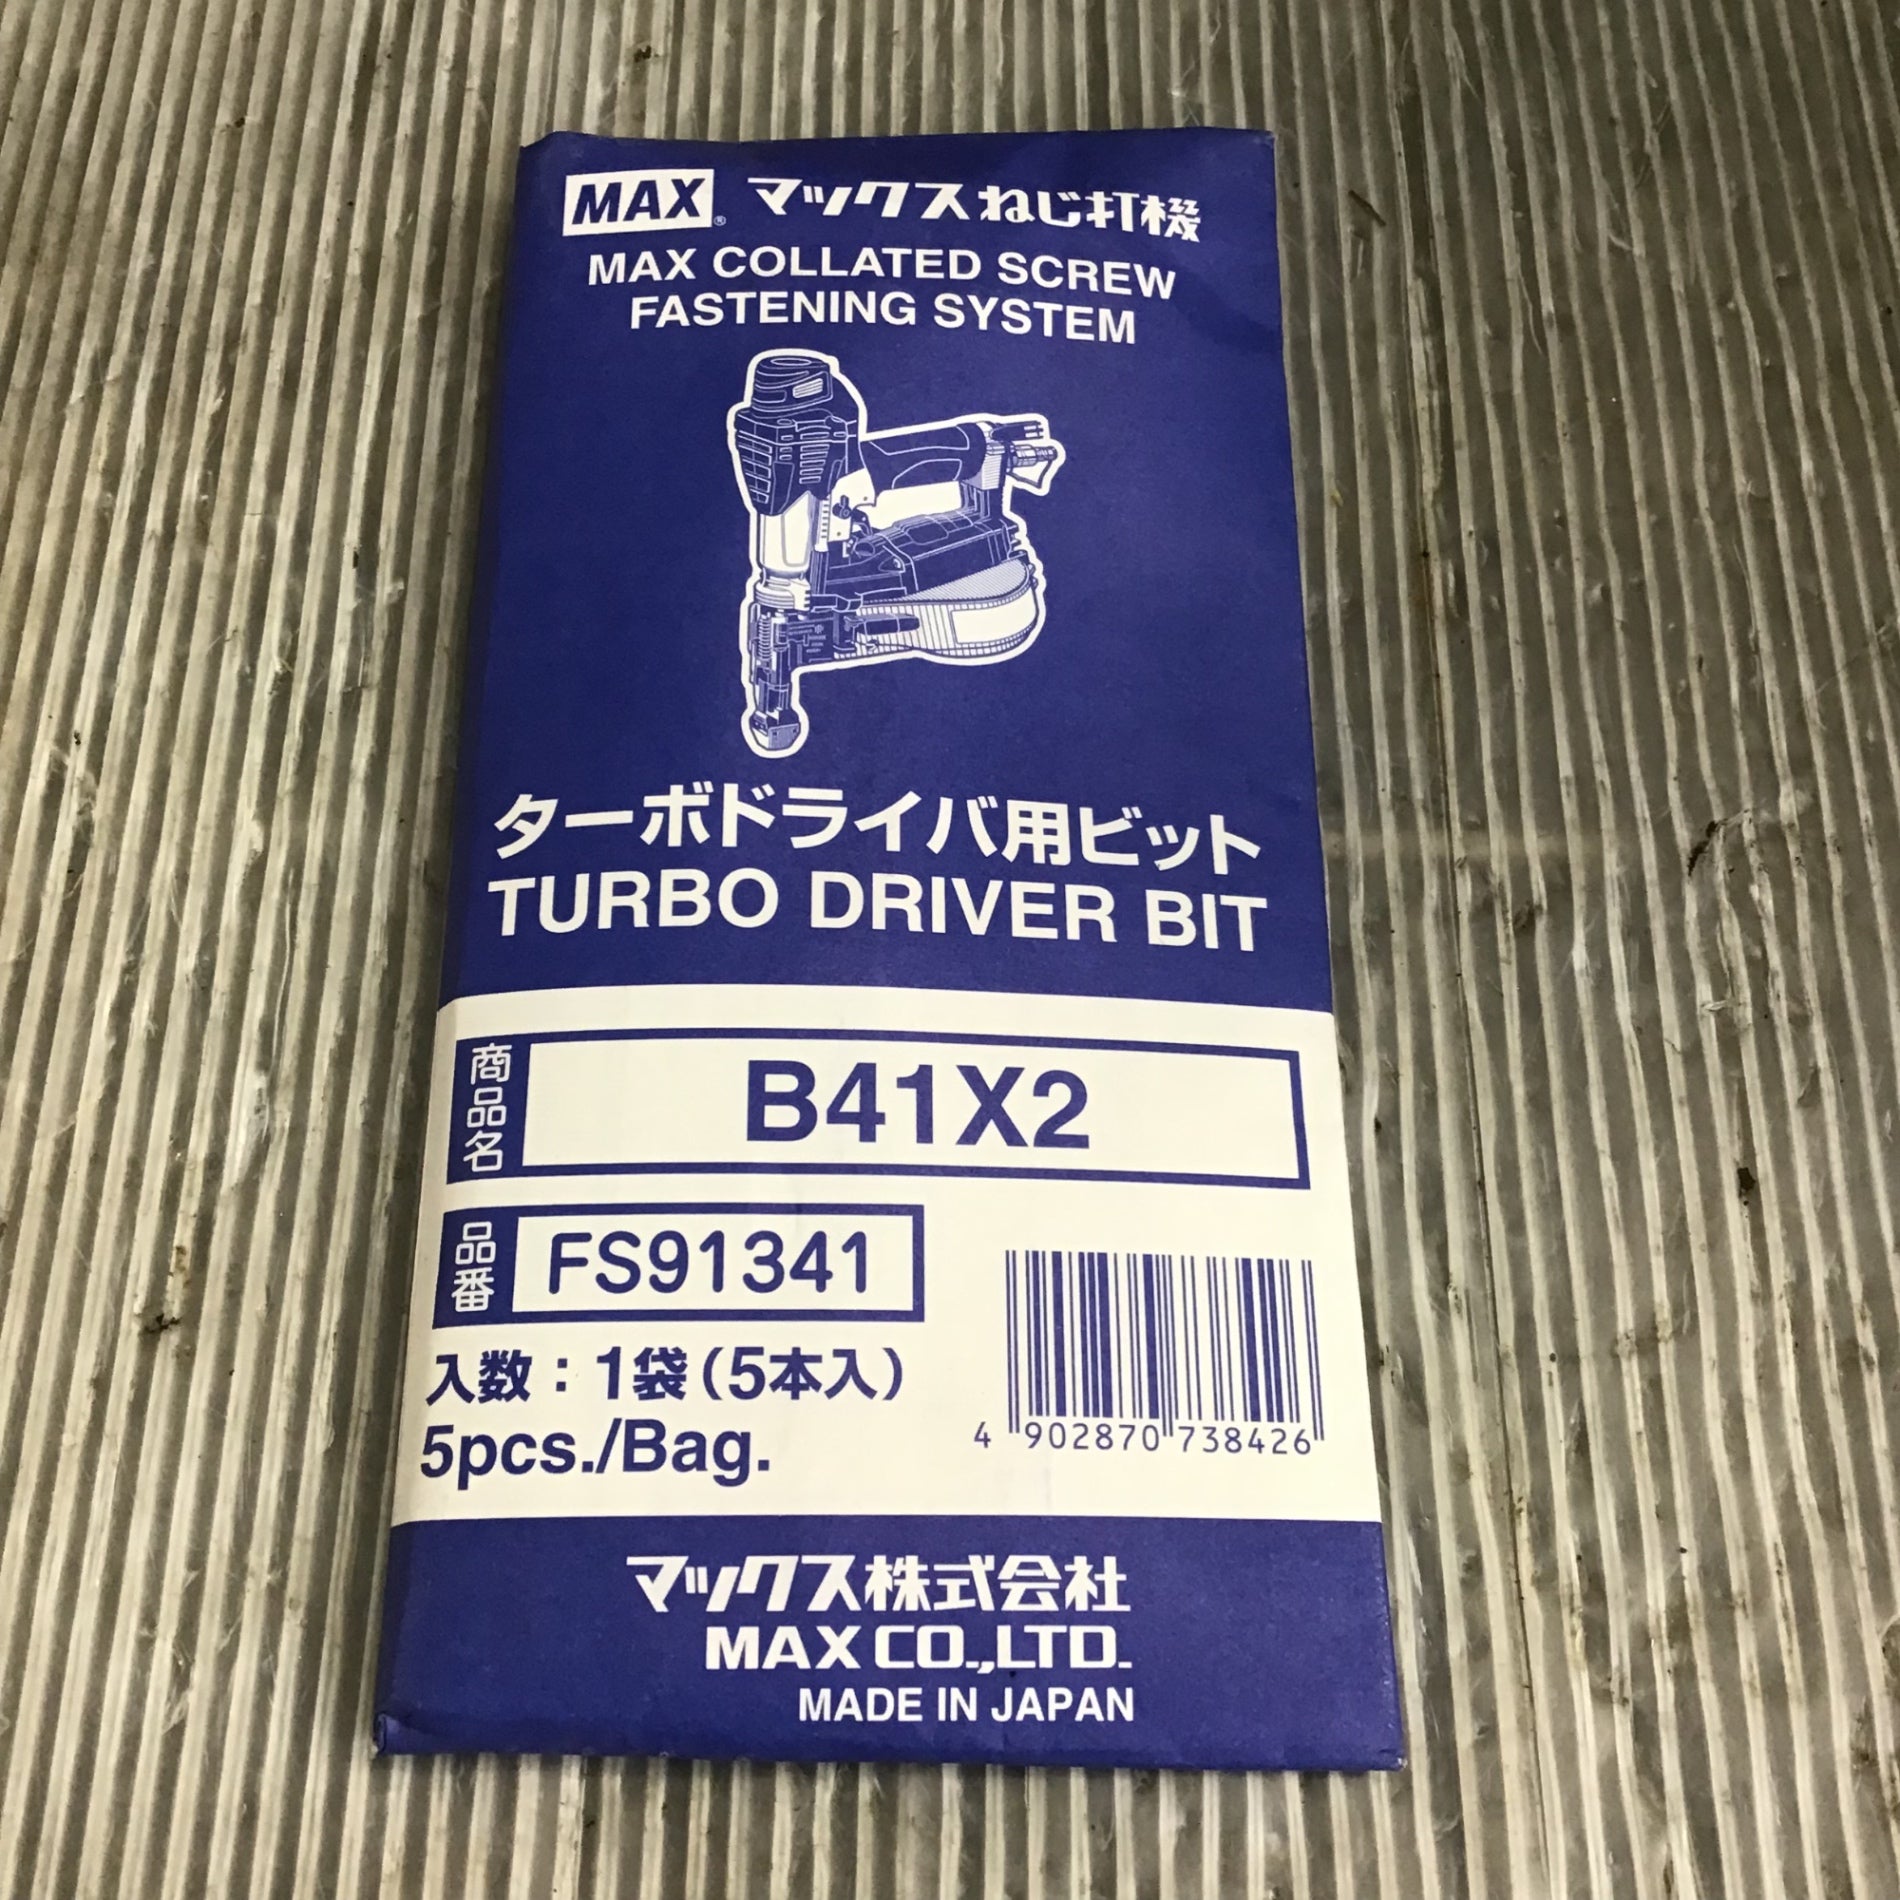 MAX® マックスねじ打機
MAX COLLATED SCREW
FASTENING SYSTEM
ターボドライバ用ビット
TURBO DRIVER BIT
商品名 B41X2
品番 FS91341
入数：1袋（5本入）
5pcs./Bag.
4 902870 738426
マックス株式会社
MAX CO.,LTD.
MADE IN JAPAN